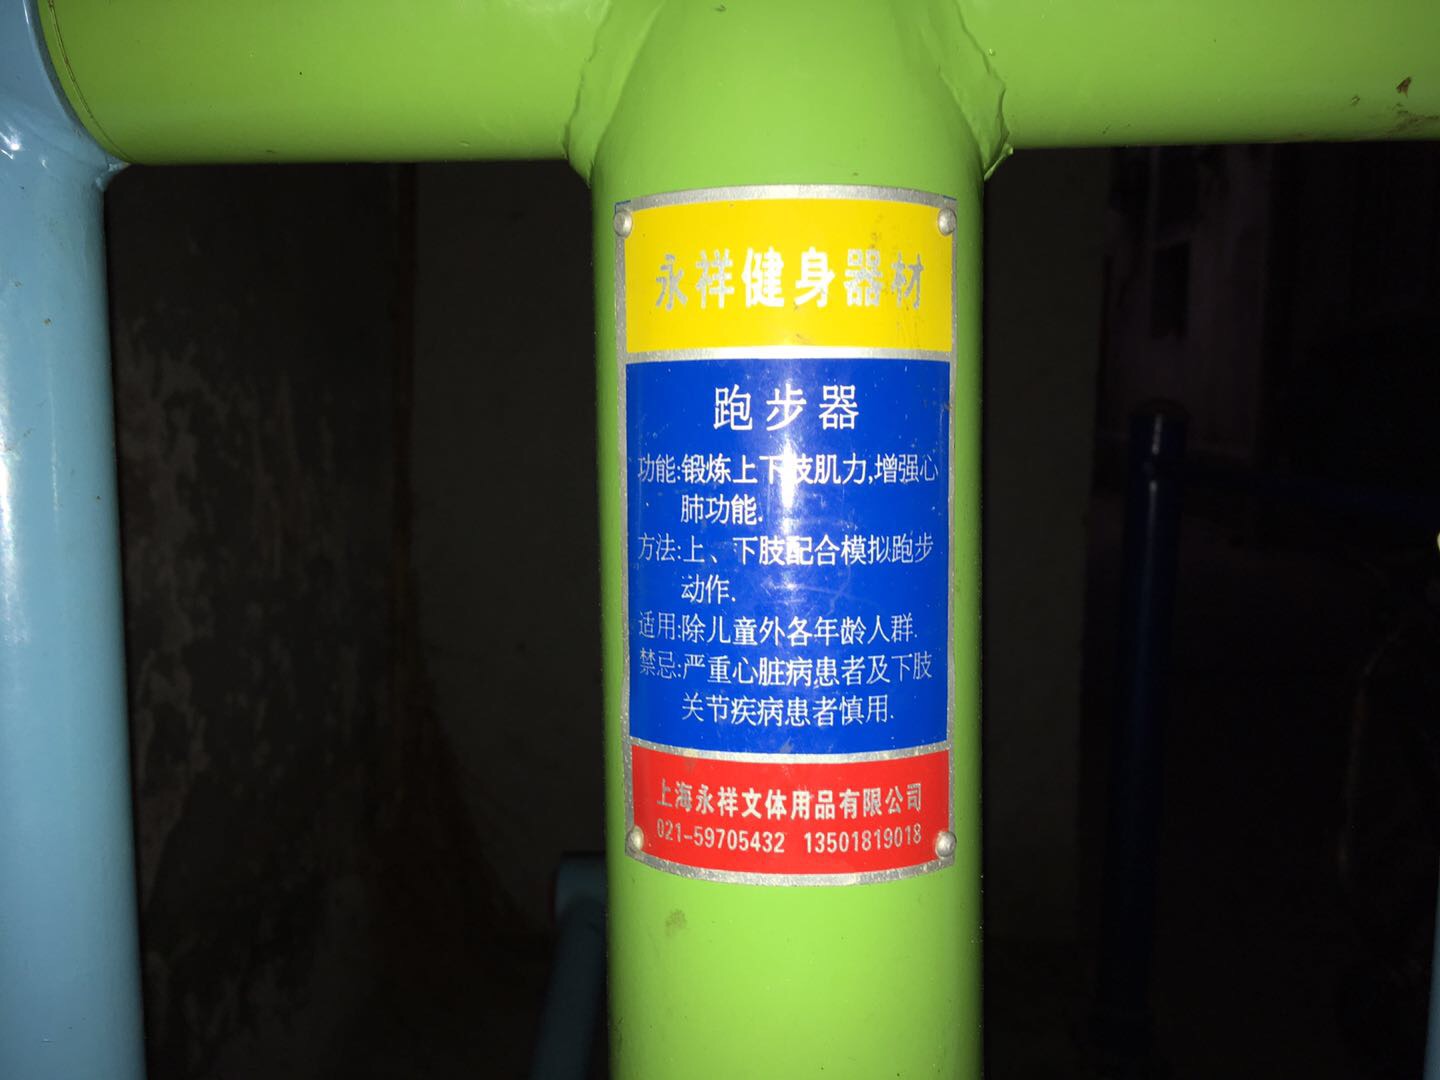 永祥健身器材
跑步器
功能:锻炼上下肢肌力,增强心
肺功能.
方法:上、下肢配合模拟跑步
动作.
适用:除儿童外各年龄人群.
禁忌:严重心脏病患者及下肢
关节疾病患者慎用.
上海永祥文体用品有限公司
021-59705432 13501819018